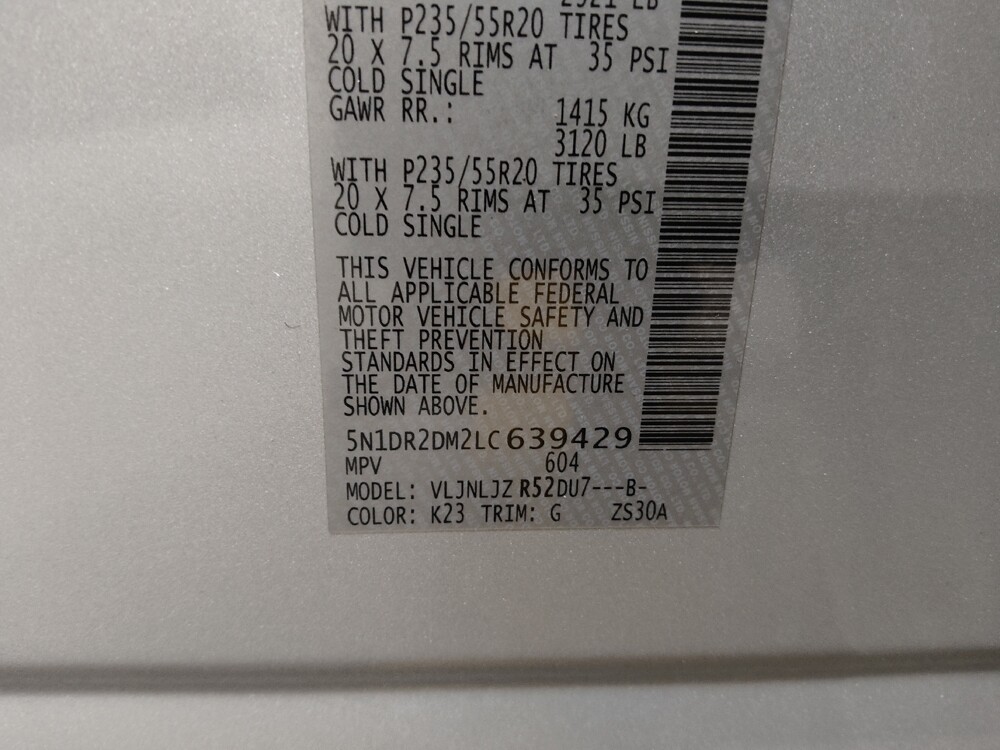 WITH P235/55R20 TIRES
20 X 7.5 RIMS AT 35 PSI
COLD SINGLE
GAWR RR.: 1415 KG
3120 LB
WITH P235/55R20 TIRES
20 X 7.5 RIMS AT 35 PSI
COLD SINGLE
THIS VEHICLE CONFORMS TO
ALL APPLICABLE FEDERAL
MOTOR VEHICLE SAFETY AND
THEFT PREVENTION
STANDARDS IN EFFECT ON
THE DATE OF MANUFACTURE
SHOWN ABOVE.
5N1DR2DM2LC639429
MPV 604
MODEL: VLJNLJZ R52DU7---B-
COLOR: K23 TRIM: G ZS30A